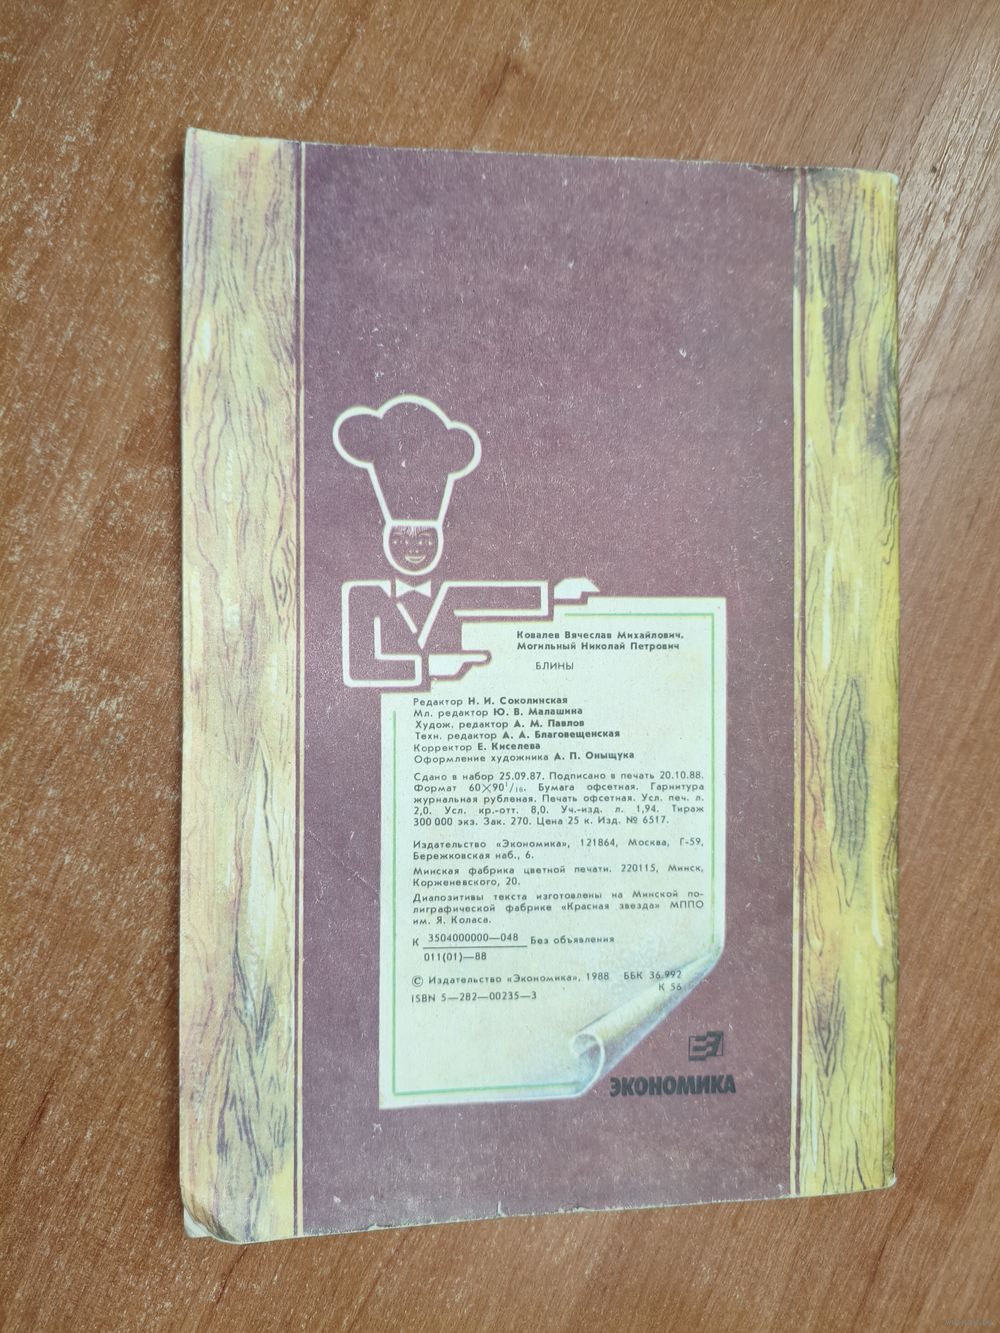 Ковалев Вячеслав Михайлович,
Могильный Николай Петрович
БЛИНЫ
Редактор Н. И. Соколинская
Мл. редактор Ю. В. Малашина
Худож. редактор А. М. Павлов
Техн. редактор А. А. Благовещенская
Корректор Е. Киселева
Оформление художника А. П. Оныщука
Сдано в набор 25.09.87. Подписано в печать 20.10.88.
Формат 60×90 1/16. Бумага офсетная. Гарнитура
журнальная рубленая. Печать офсетная. Усл. печ. л.
2,0. Усл. кр.-отт. 8,0. Уч.-изд. л. 1,94. Тираж
300 000 экз. Зак. 270. Цена 25 к. Изд. № 6517.
Издательство «Экономика», 121864, Москва, Г-59,
Бережковская наб., 6.
Минская фабрика цветной печати. 220115, Минск,
Корженевского, 20.
Диапозитивы текста изготовлены на Минской по-
лиграфической фабрике «Красная звезда» МППО
им. Я. Коласа.
К 3504000000—048 Без объявления
011(01)—88
© Издательство «Экономика», 1988 ББК 36.992
К 56
ISBN 5—282—00235—3
ЭКОНОМИКА